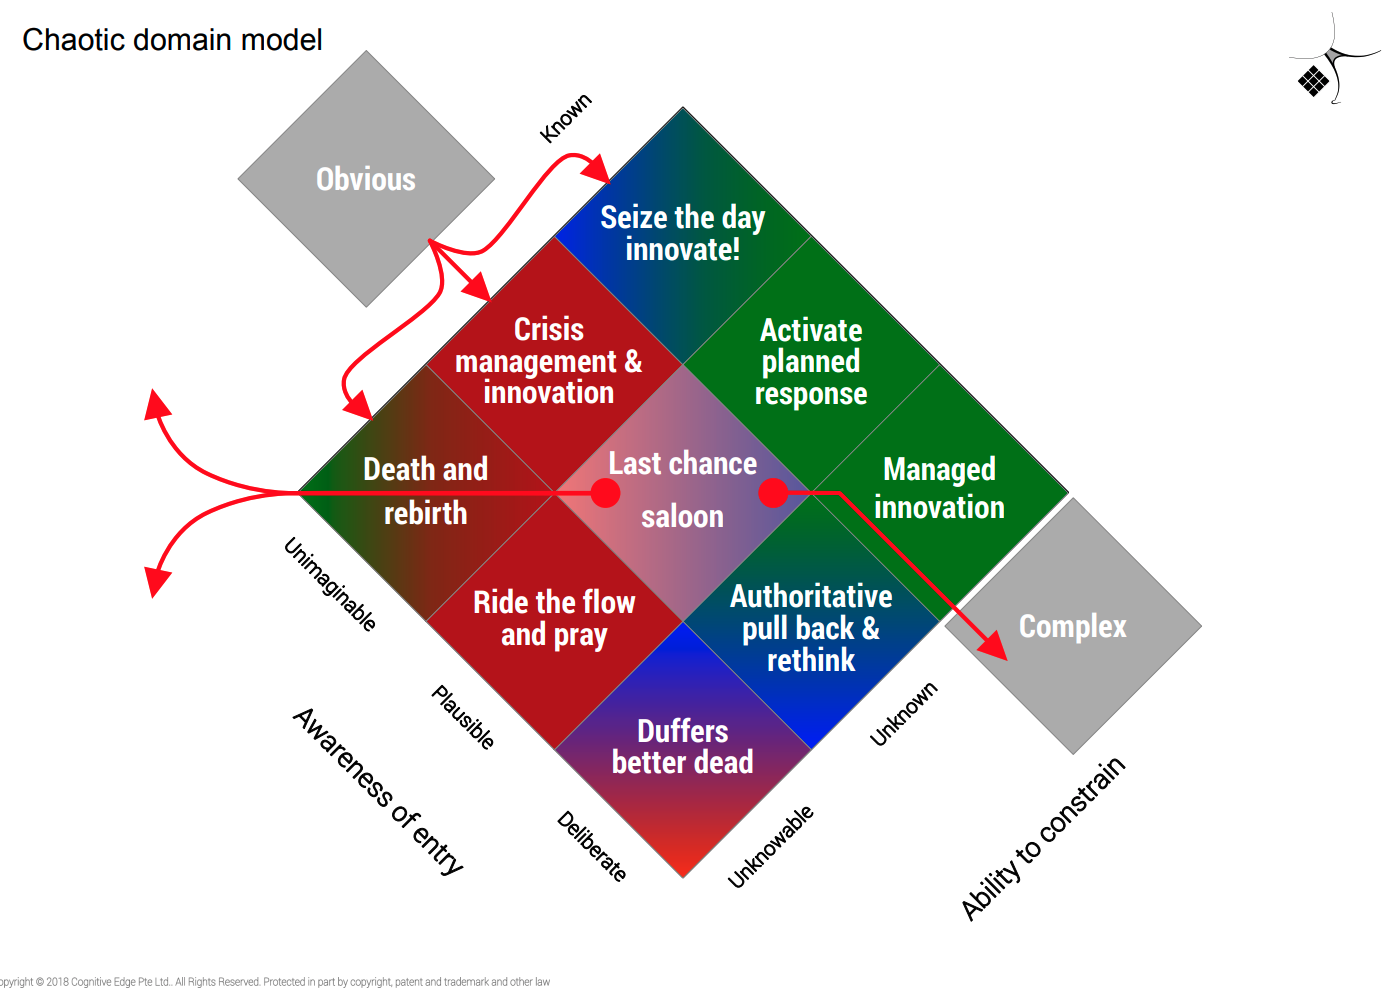 Chaotic domain model
Known
Obvious
Seize the day
innovate!
Crisis
management &
innovation
Activate
planned
response
Death and
rebirth
Last chance
saloon
Managed
innovation
Unimaginable
Ride the flow
and pray
Authoritative
pull back &
rethink
Complex
Plausible
Unknown
Awareness of entry
Duffers
better dead
Deliberate
Unknowable
Ability to constrain
opyright © 2018 Cognitive Edge Pte Ltd.. All Rights Reserved. Protected in part by copyright, patent and trademark and other law